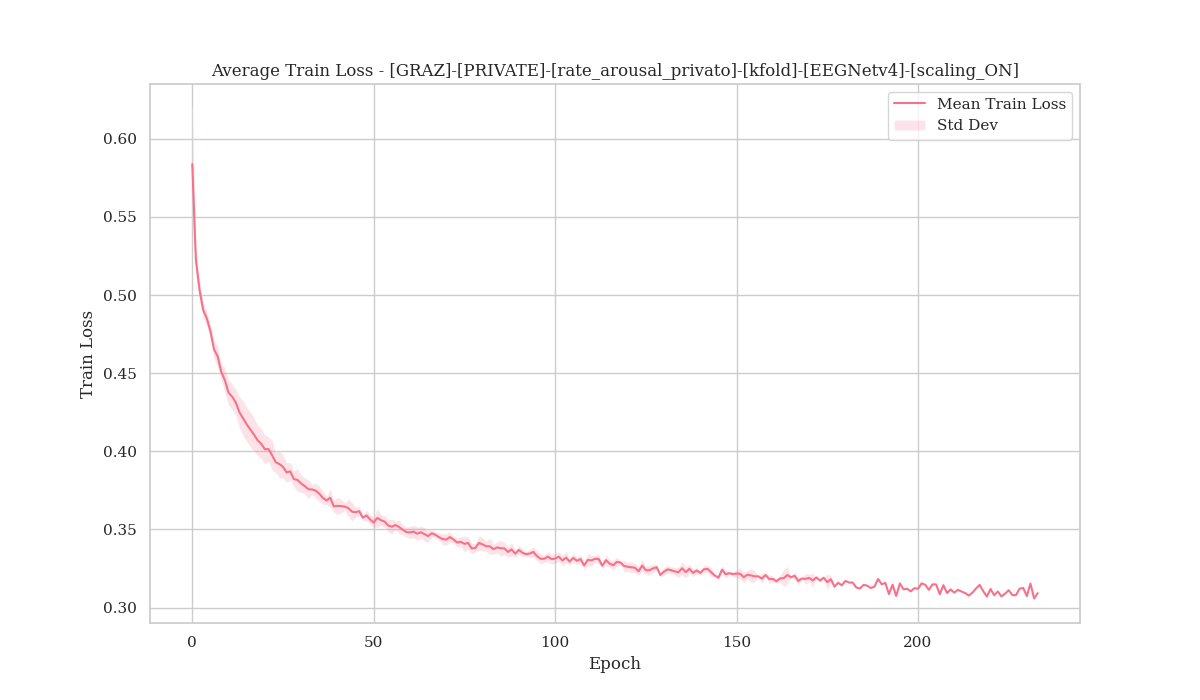 Average Train Loss - [GRAZ]-[PRIVATE]-[rate_arousal_privato]-[kfold]-[EEGNetv4]-[scaling_ON]
Mean Train Loss
Std Dev
0.60
0.55
0.50
0.45
0.40
0.35
0.30
Train Loss
0
50
100
150
200
Epoch